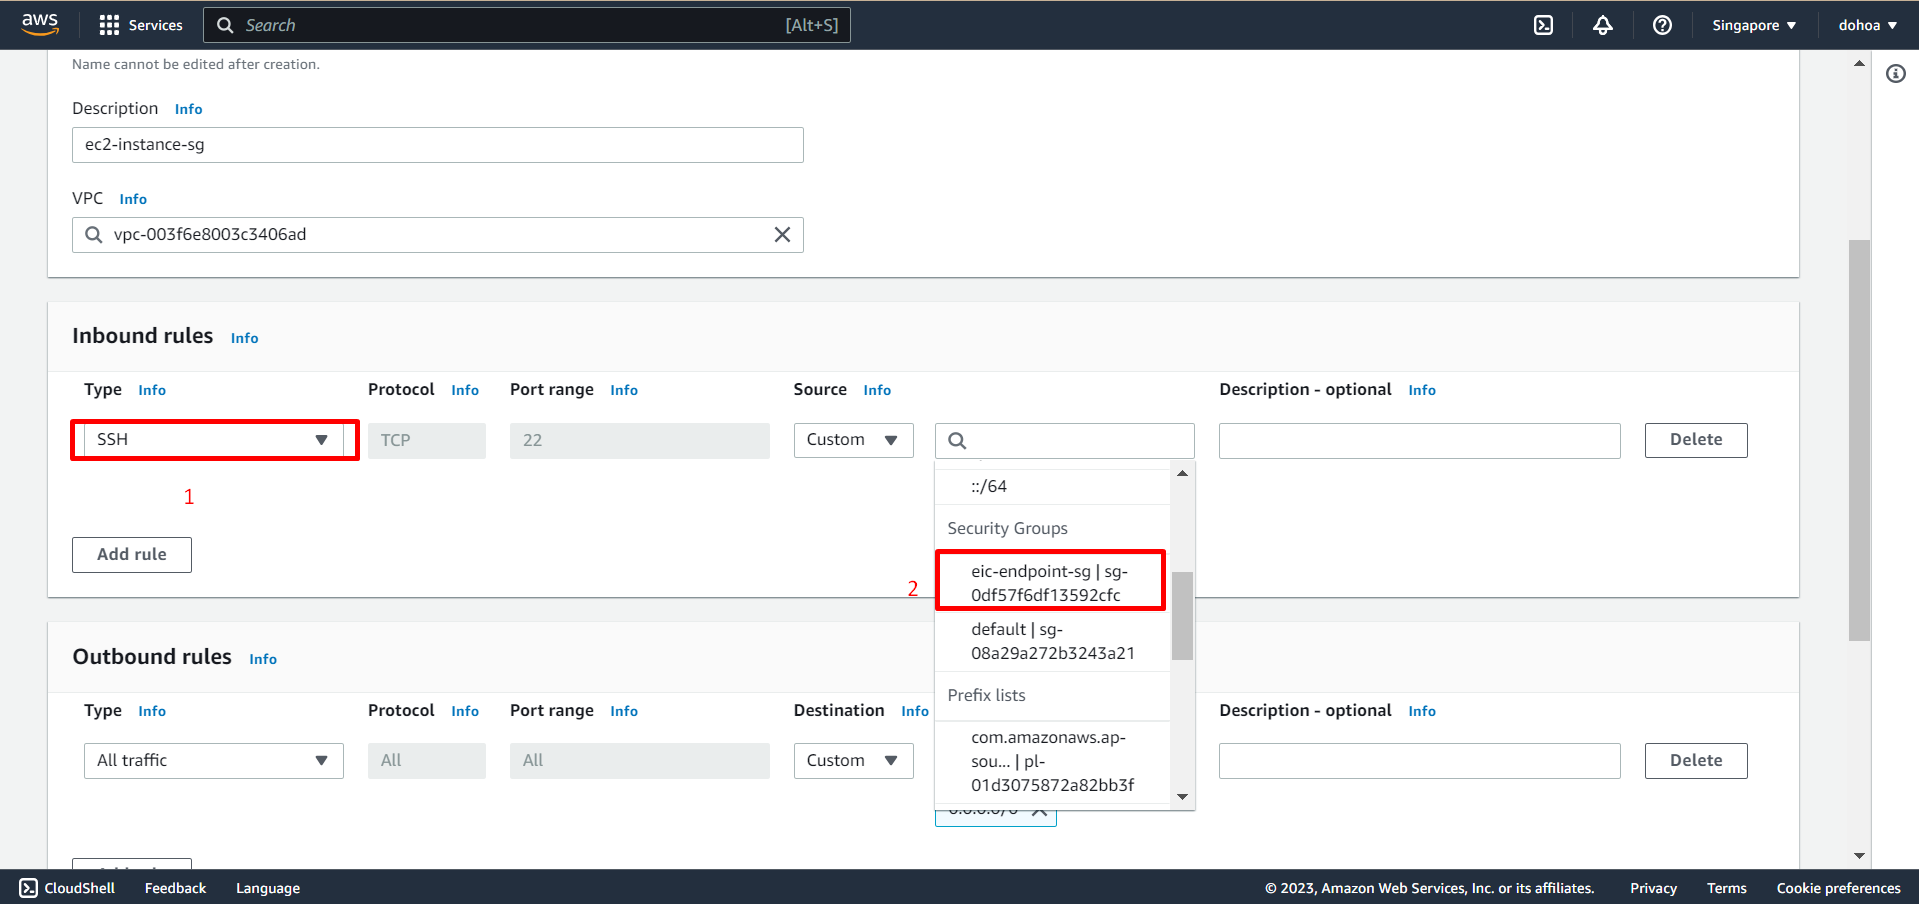 aws Services Search [Alt+S] Singapore dohoa
Name cannot be edited after creation.
Description Info
ec2-instance-sg
VPC Info
vpc-003f6e8003c3406ad
Inbound rules Info
Type Info Protocol Info Port range Info Source Info Description - optional Info
SSH TCP 22 Custom Delete
1
::/64
Security Groups
Add rule
eic-endpoint-sg | sg-
0df57f6df13592cfc
2
default | sg-
08a29a272b3243a21
Outbound rules Info
Prefix lists
Type Info Protocol Info Port range Info Destination Info Description - optional Info
com.amazonaws.ap-
sou... | pl-
01d3075872a82bb3f
All traffic All All Custom Delete
CloudShell Feedback Language © 2023, Amazon Web Services, Inc. or its affiliates. Privacy Terms Cookie preferences